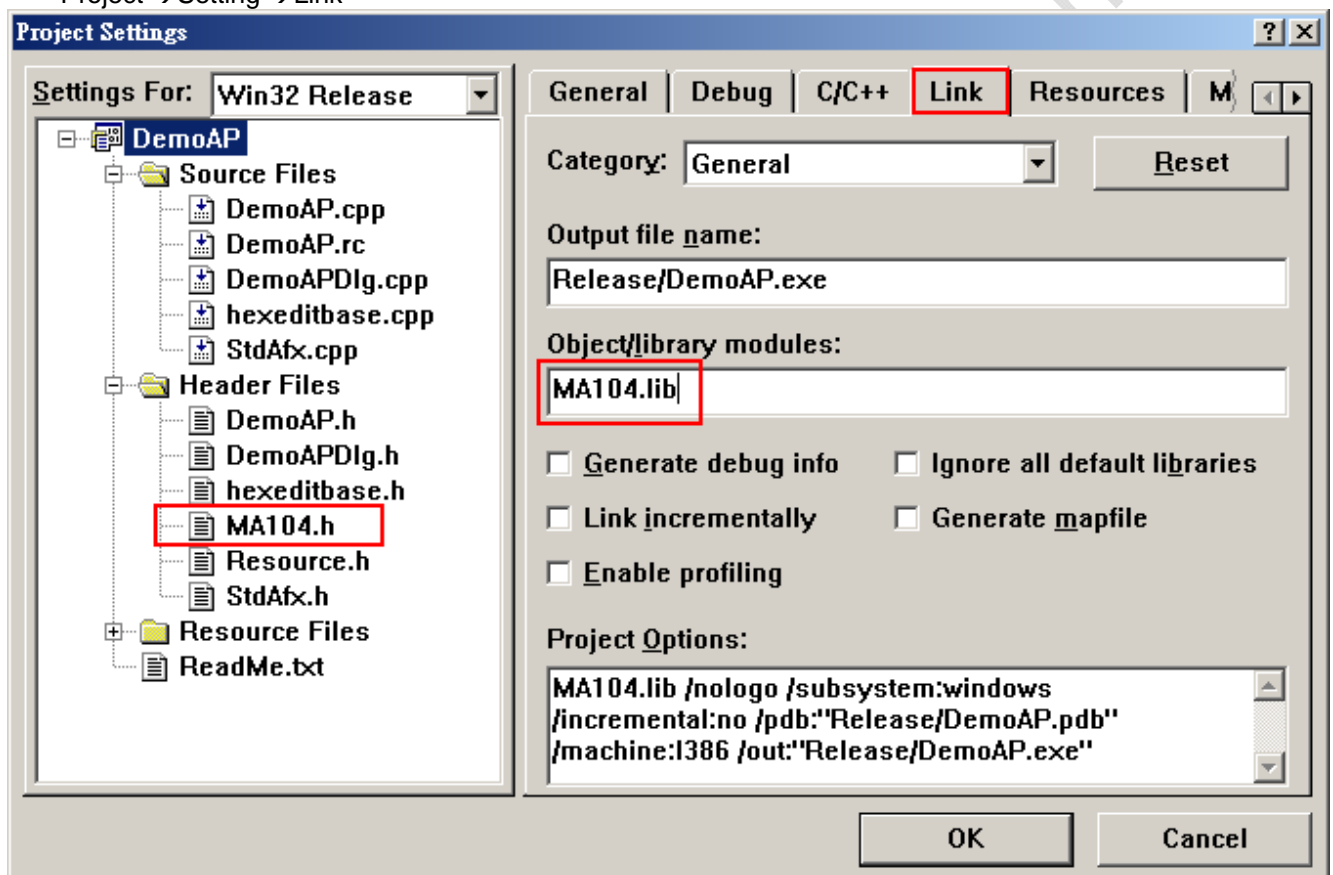 Project → Setting → Link
Project Settings
Settings For: Win32 Release
DemoAP
Source Files
DemoAP.cpp
DemoAP.rc
DemoAPDlg.cpp
hexeditbase.cpp
StdAfx.cpp
Header Files
DemoAP.h
DemoAPDlg.h
hexeditbase.h
MA104.h
Resource.h
StdAfx.h
Resource Files
ReadMe.txt
General Debug C/C++ Link Resources M
Category: General Reset
Output file name:
Release/DemoAP.exe
Object/library modules:
MA104.lib
Generate debug info Ignore all default libraries
Link incrementally Generate mapfile
Enable profiling
Project Options:
MA104.lib /nologo /subsystem:windows
/incremental:no /pdb:"Release/DemoAP.pdb"
/machine:I386 /out:"Release/DemoAP.exe"
OK Cancel